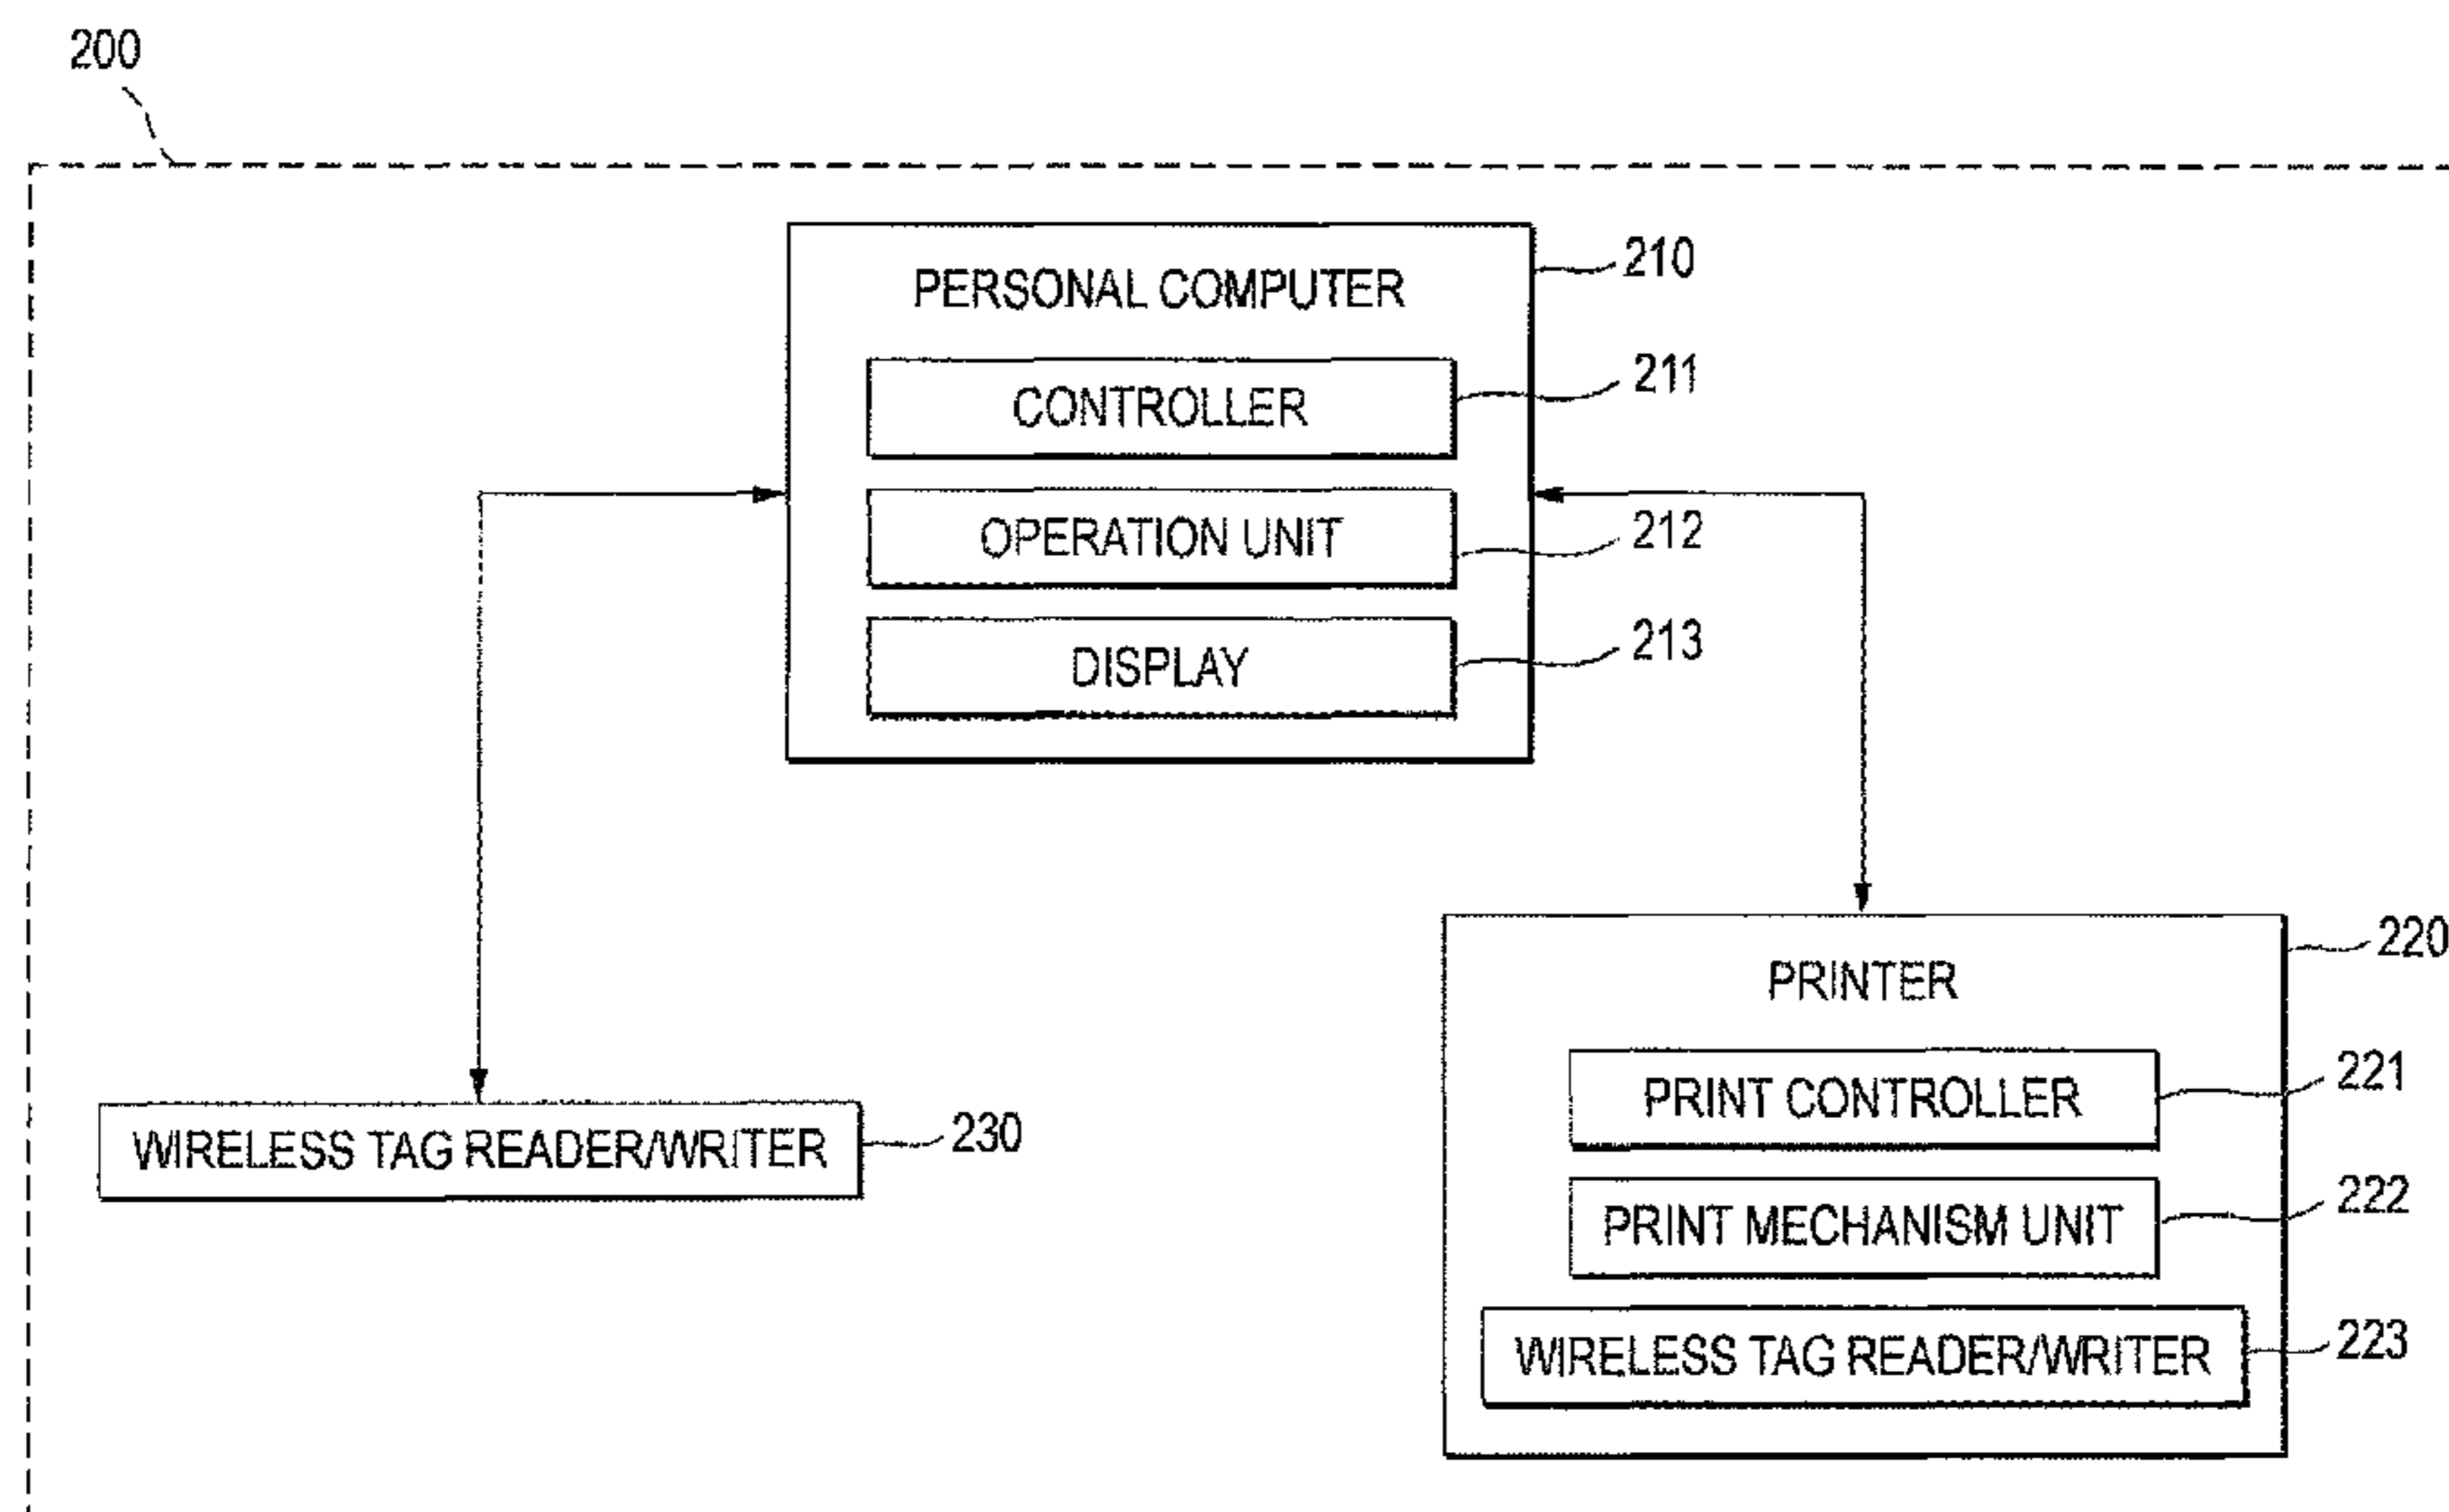 200
PERSONAL COMPUTER
210
CONTROLLER
211
OPERATION UNIT
212
DISPLAY
213
PRINTER
220
PRINT CONTROLLER
221
WIRELESS TAG READER/WRITER
230
PRINT MECHANISM UNIT
222
WIRELESS TAG READER/WRITER
223